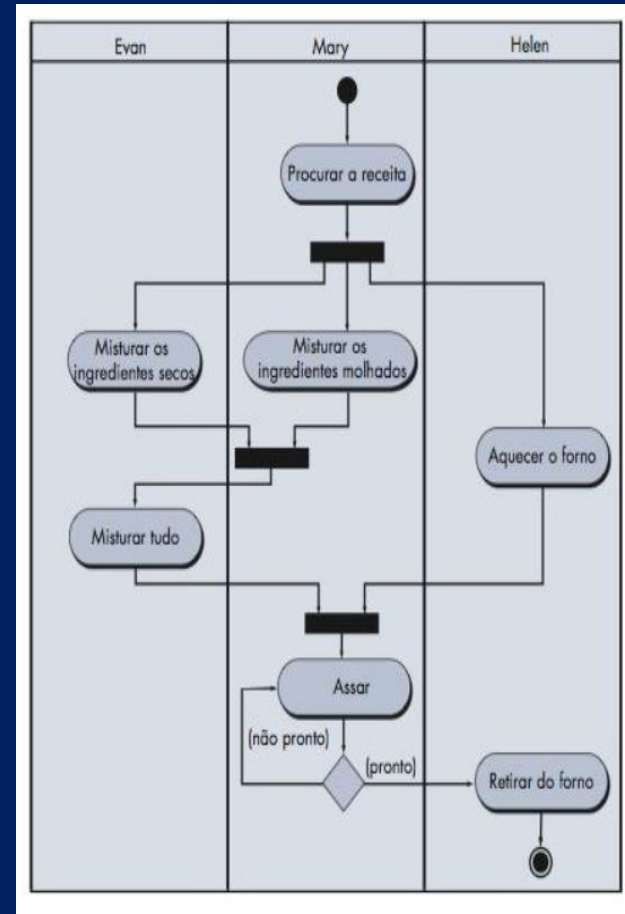 Evan
Mary
Helen
Procurar a receita
Misturar os
ingredientes secos
Misturar os
ingredientes molhados
Aquecer o forno
Misturar tudo
Assar
(não pronto)
(pronto)
Retirar do forno